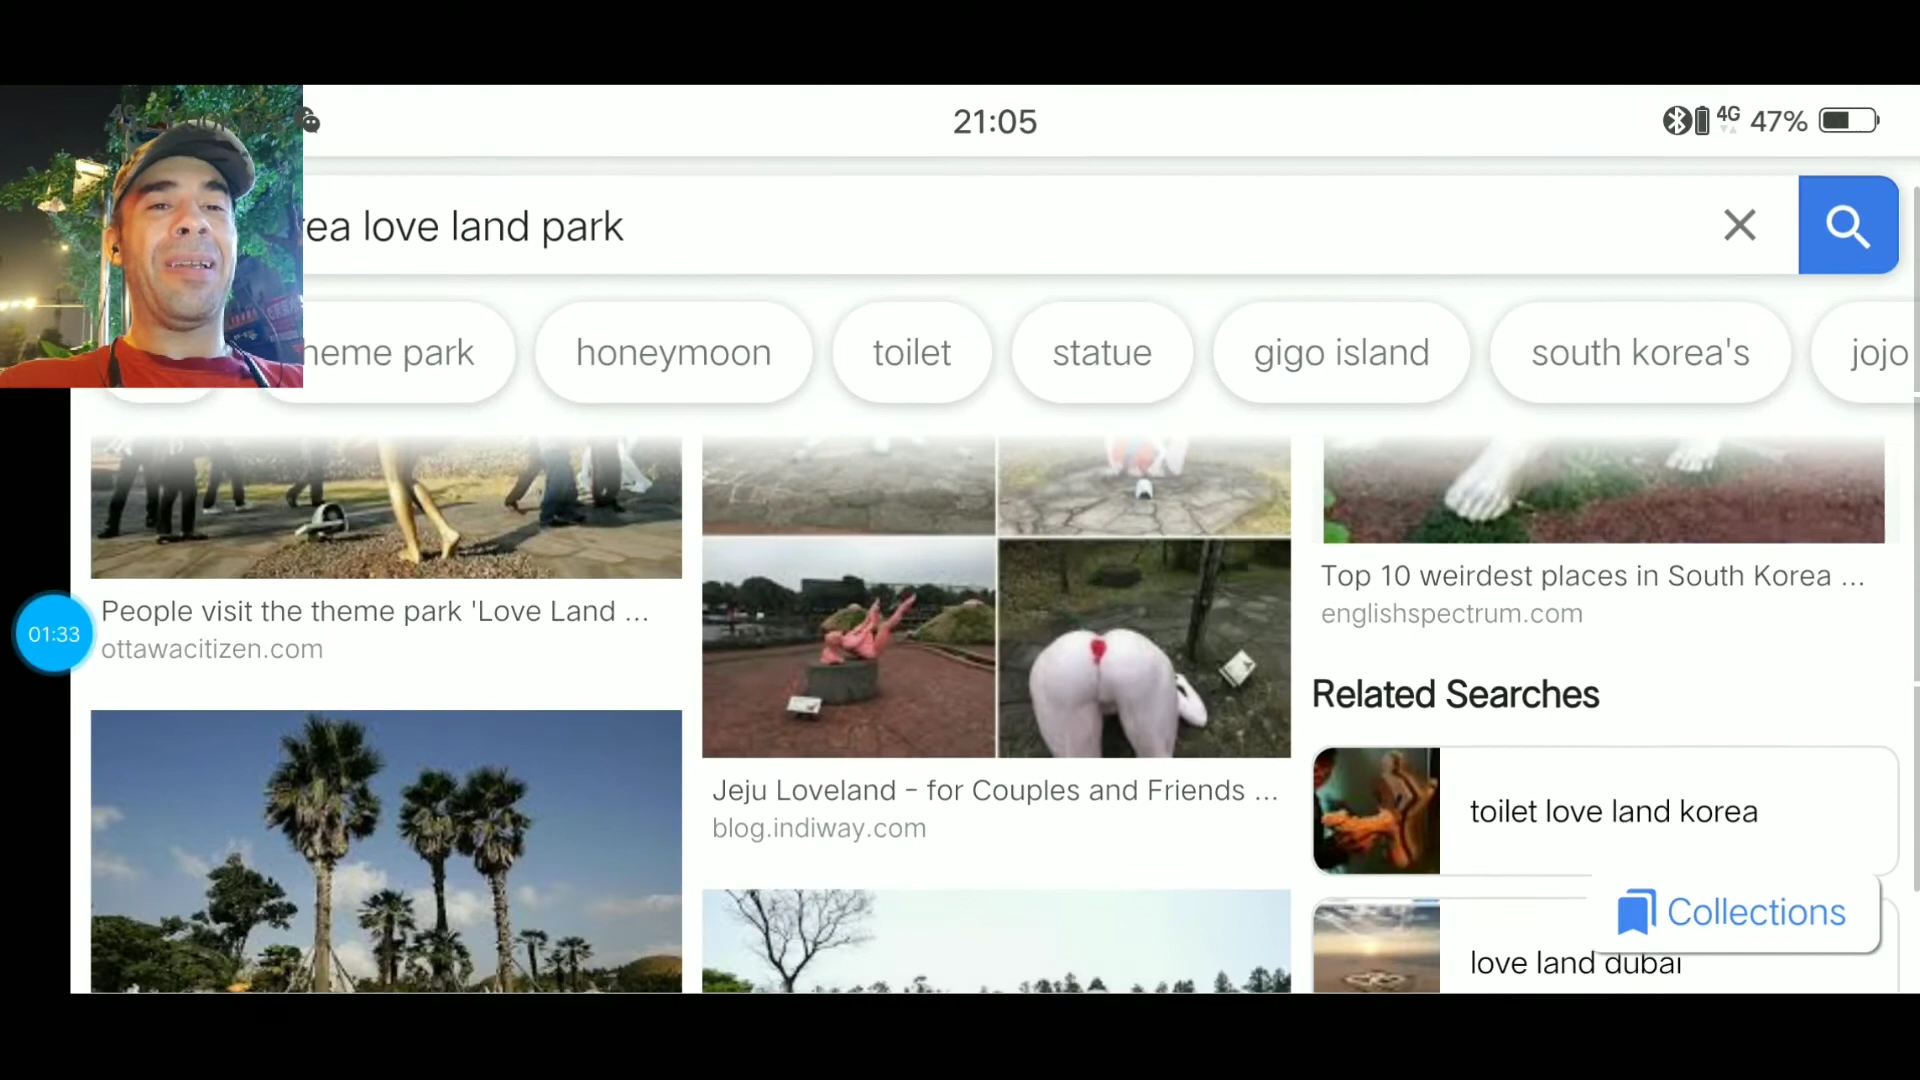 21:05
4G 47%
rea love land park
heme park
honeymoon
toilet
statue
gigo island
south korea's
jojo
People visit the theme park 'Love Land ...
ottawacitizen.com
01:33
Jeju Loveland - for Couples and Friends ...
blog.indiway.com
Top 10 weirdest places in South Korea ...
englishspectrum.com
Related Searches
toilet love land korea
Collections
love land dubai